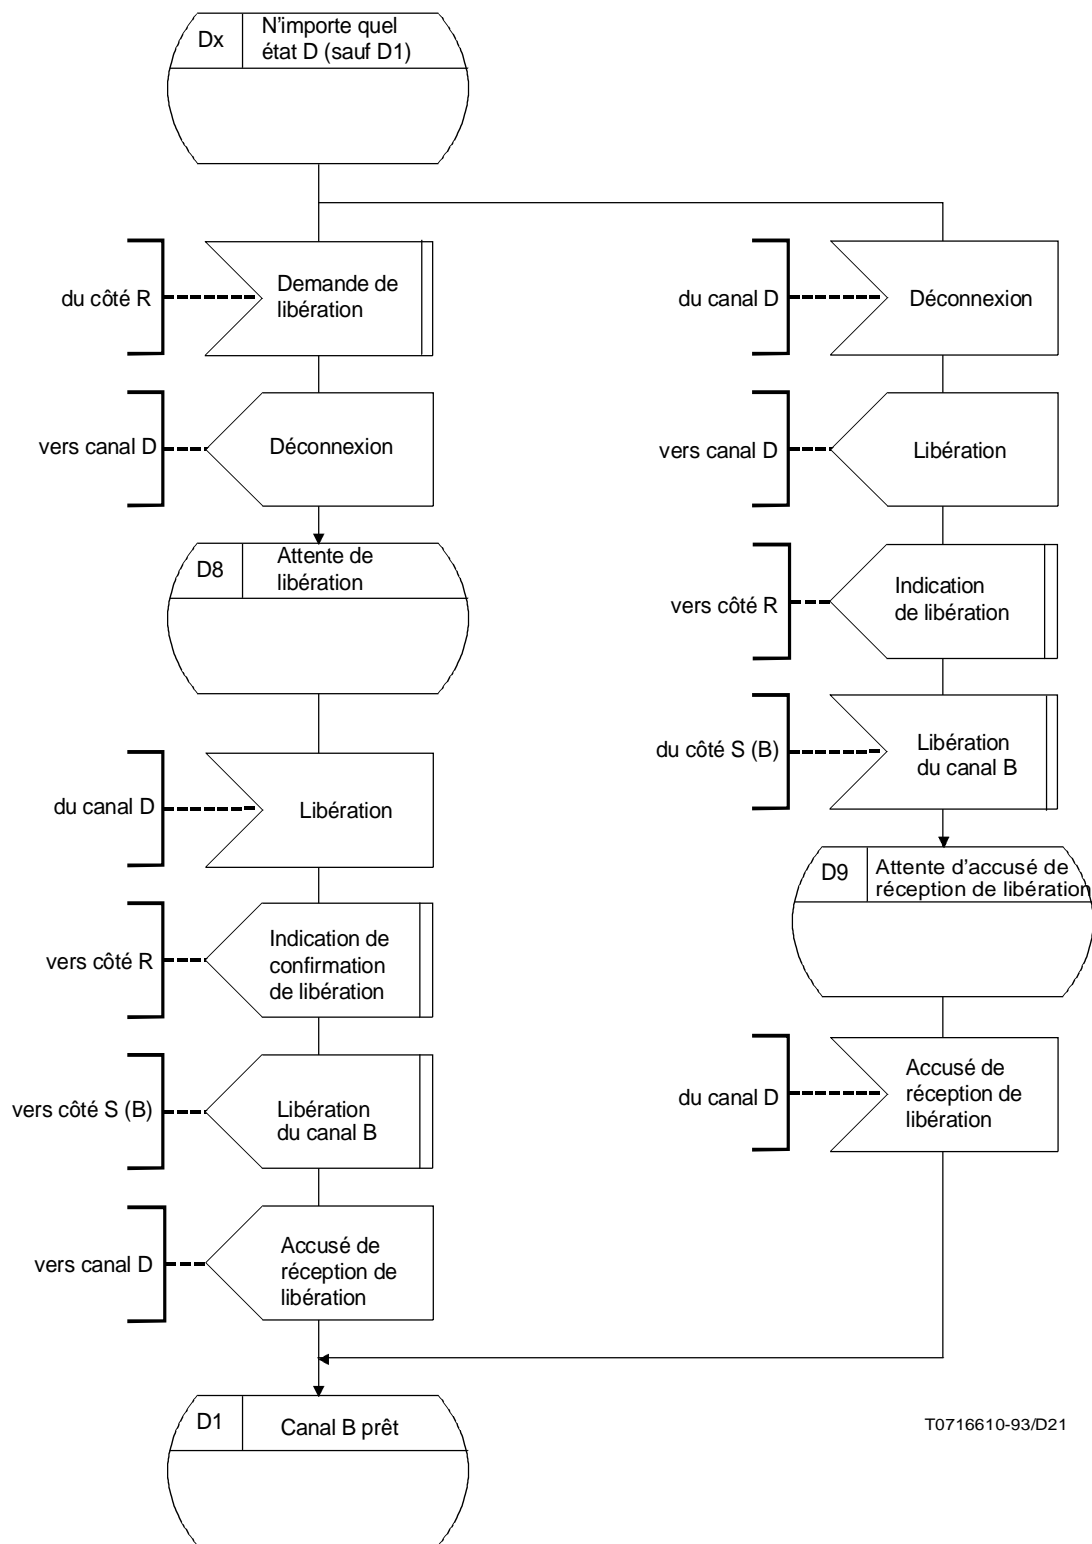 Dx
N'importe quel
état D (sauf D1)
du côté R
Demande de
libération
vers canal D
Déconnexion
D8
Attente de
libération
du canal D
Libération
vers côté R
Indication de
confirmation
de libération
vers côté S (B)
Libération
du canal B
vers canal D
Accusé de
réception de
libération
du canal D
Déconnexion
vers canal D
Libération
vers côté R
Indication
de libération
du côté S (B)
Libération
du canal B
D9
Attente d'accusé de
réception de libération
du canal D
Accusé de
réception de
libération
D1
Canal B prêt
T0716610-93/D21